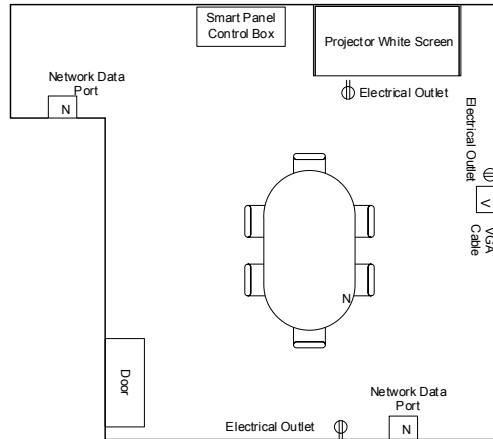 Smart Panel
Control Box
Projector White Screen
Network Data
Port
N
Electrical Outlet
Electrical Outlet
V
VGA
Cable
N
Door
Network Data
Port
N
Electrical Outlet